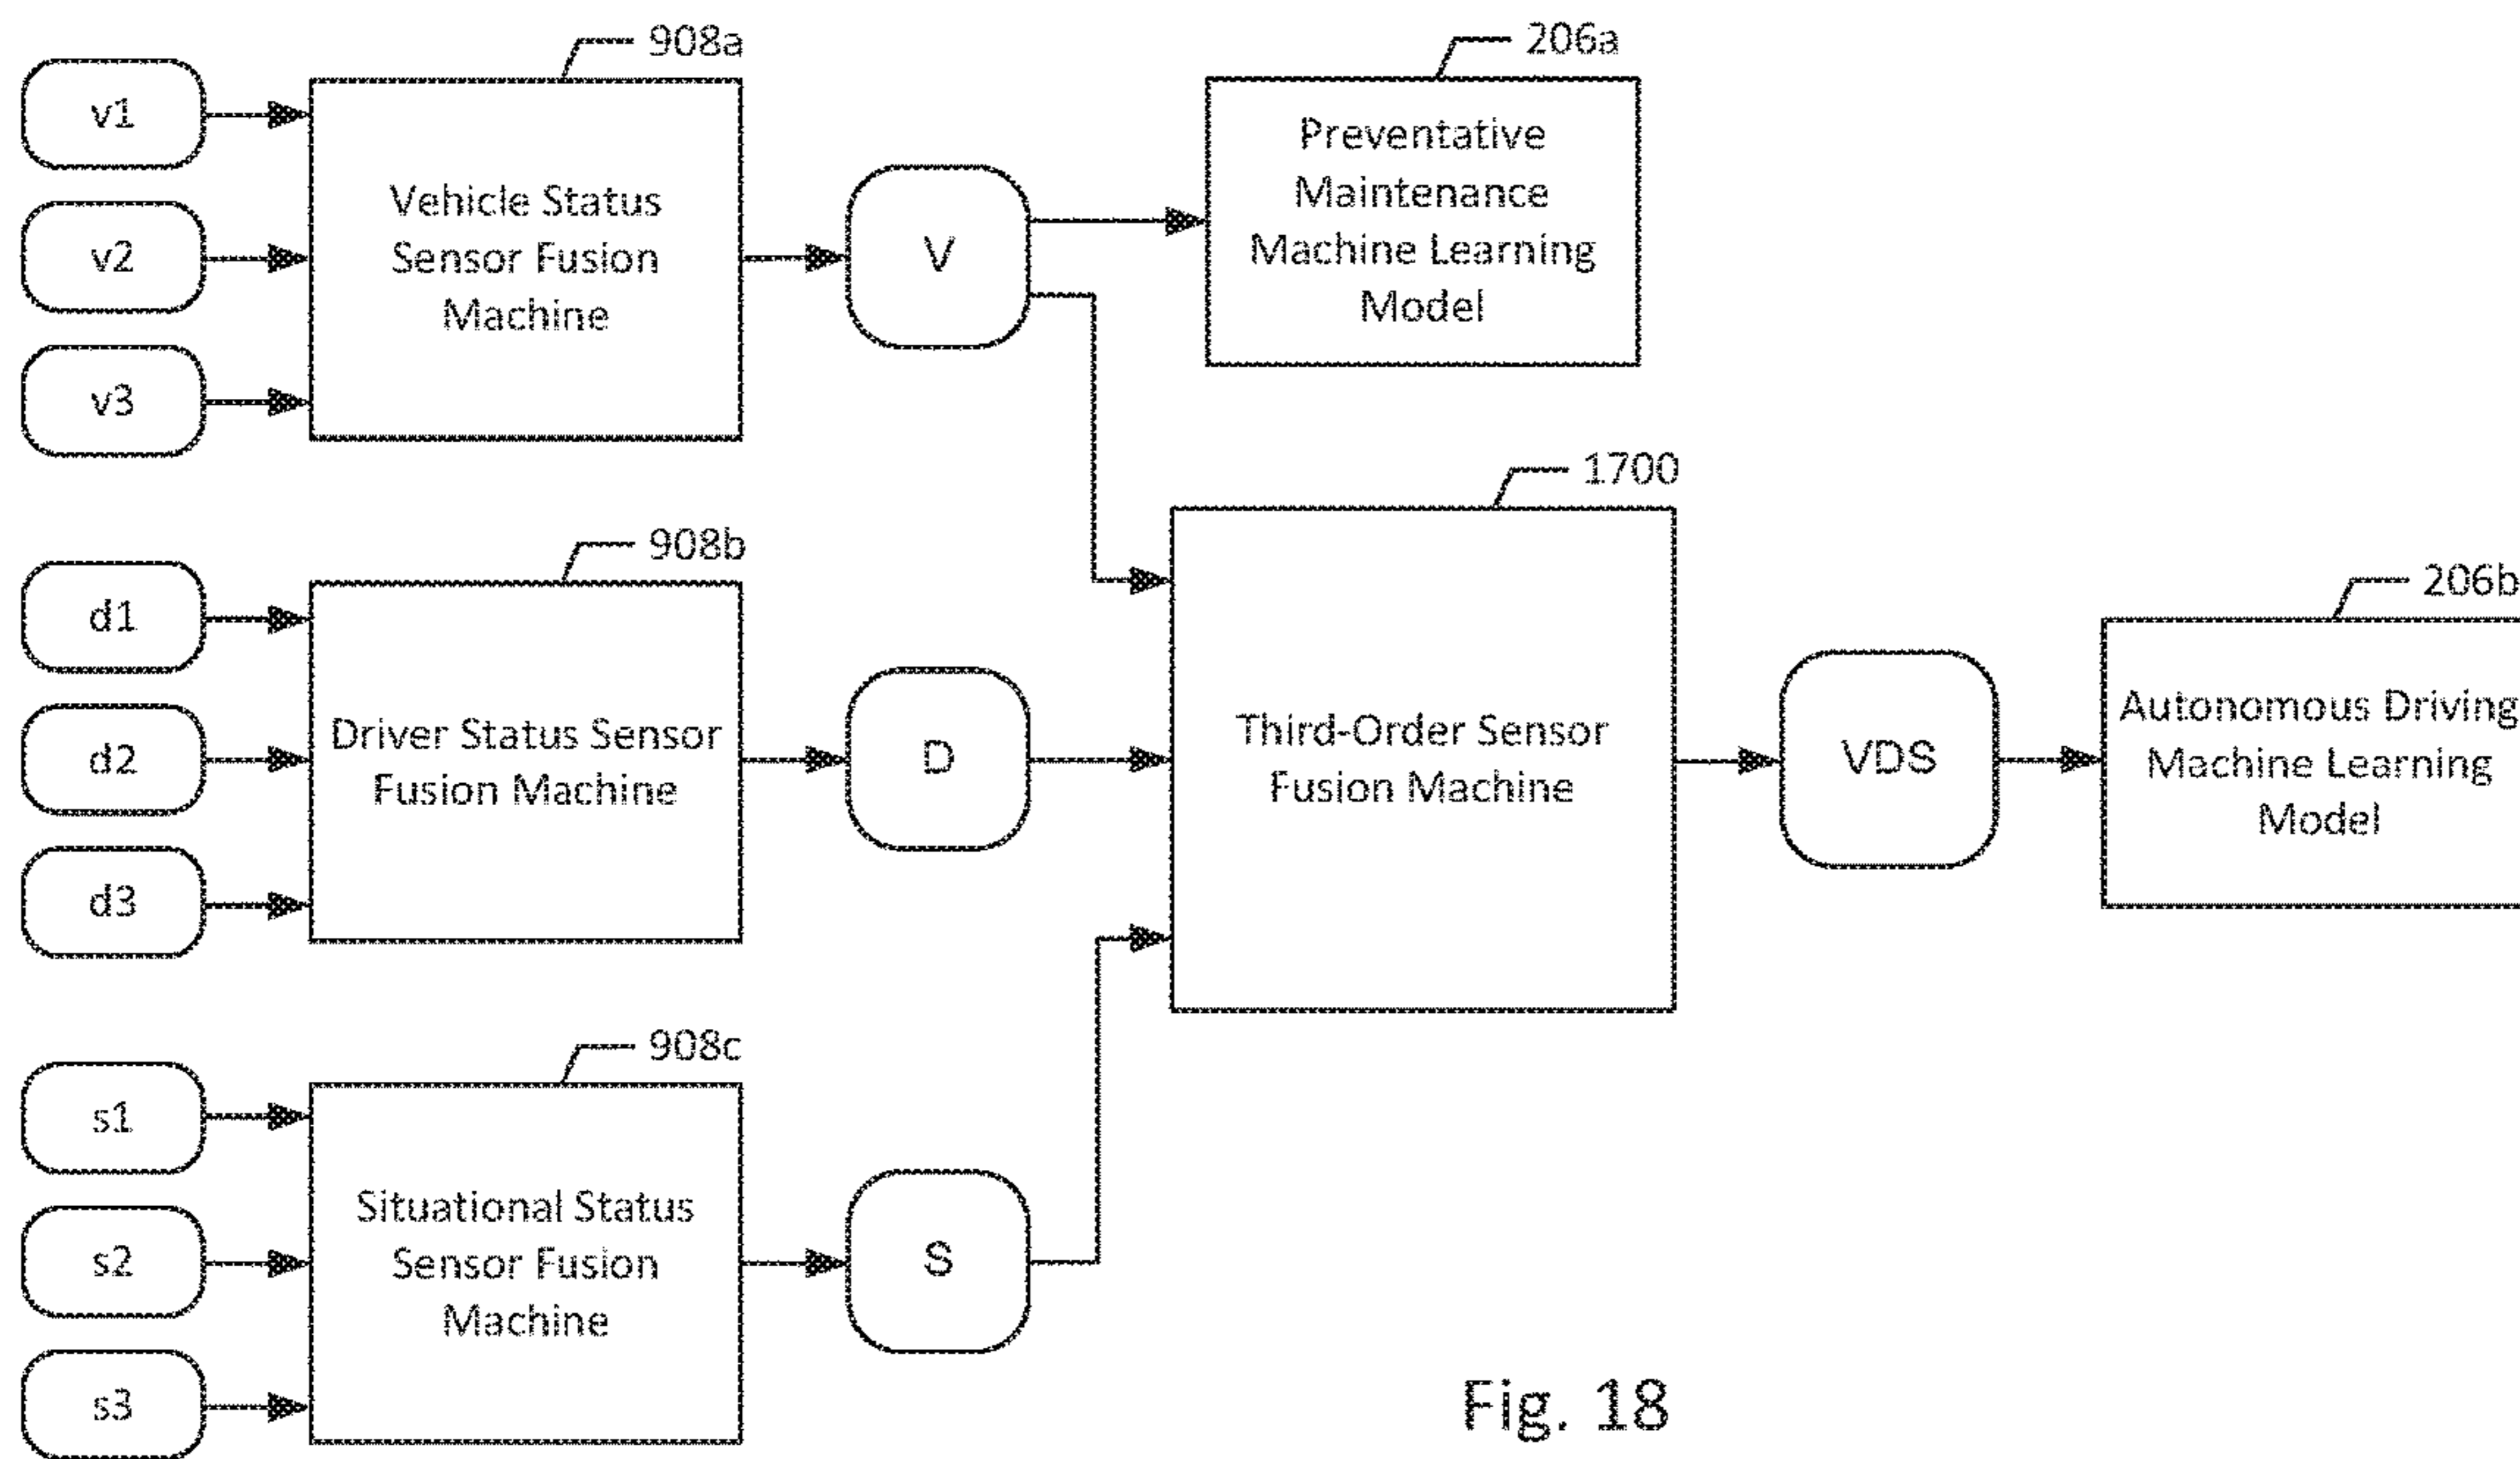 908a
v1
v2
v3
Vehicle Status
Sensor Fusion
Machine
V
206a
Preventative
Maintenance
Machine Learning
Model
908b
d1
d2
d3
Driver Status Sensor
Fusion Machine
D
1700
Third-Order Sensor
Fusion Machine
VDS
206b
Autonomous Driving
Machine Learning
Model
908c
s1
s2
s3
Situational Status
Sensor Fusion
Machine
S
Fig. 18